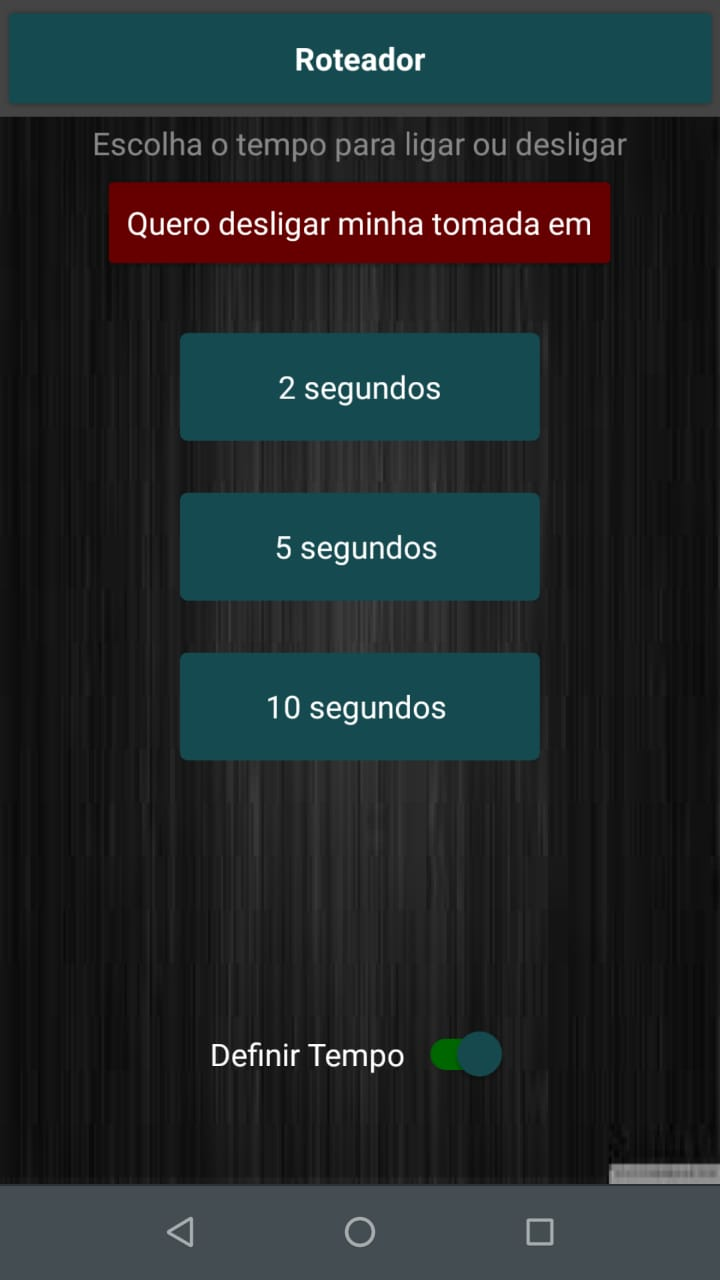 Roteador
Escolha o tempo para ligar ou desligar
Quero desligar minha tomada em
2 segundos
5 segundos
10 segundos
Definir Tempo